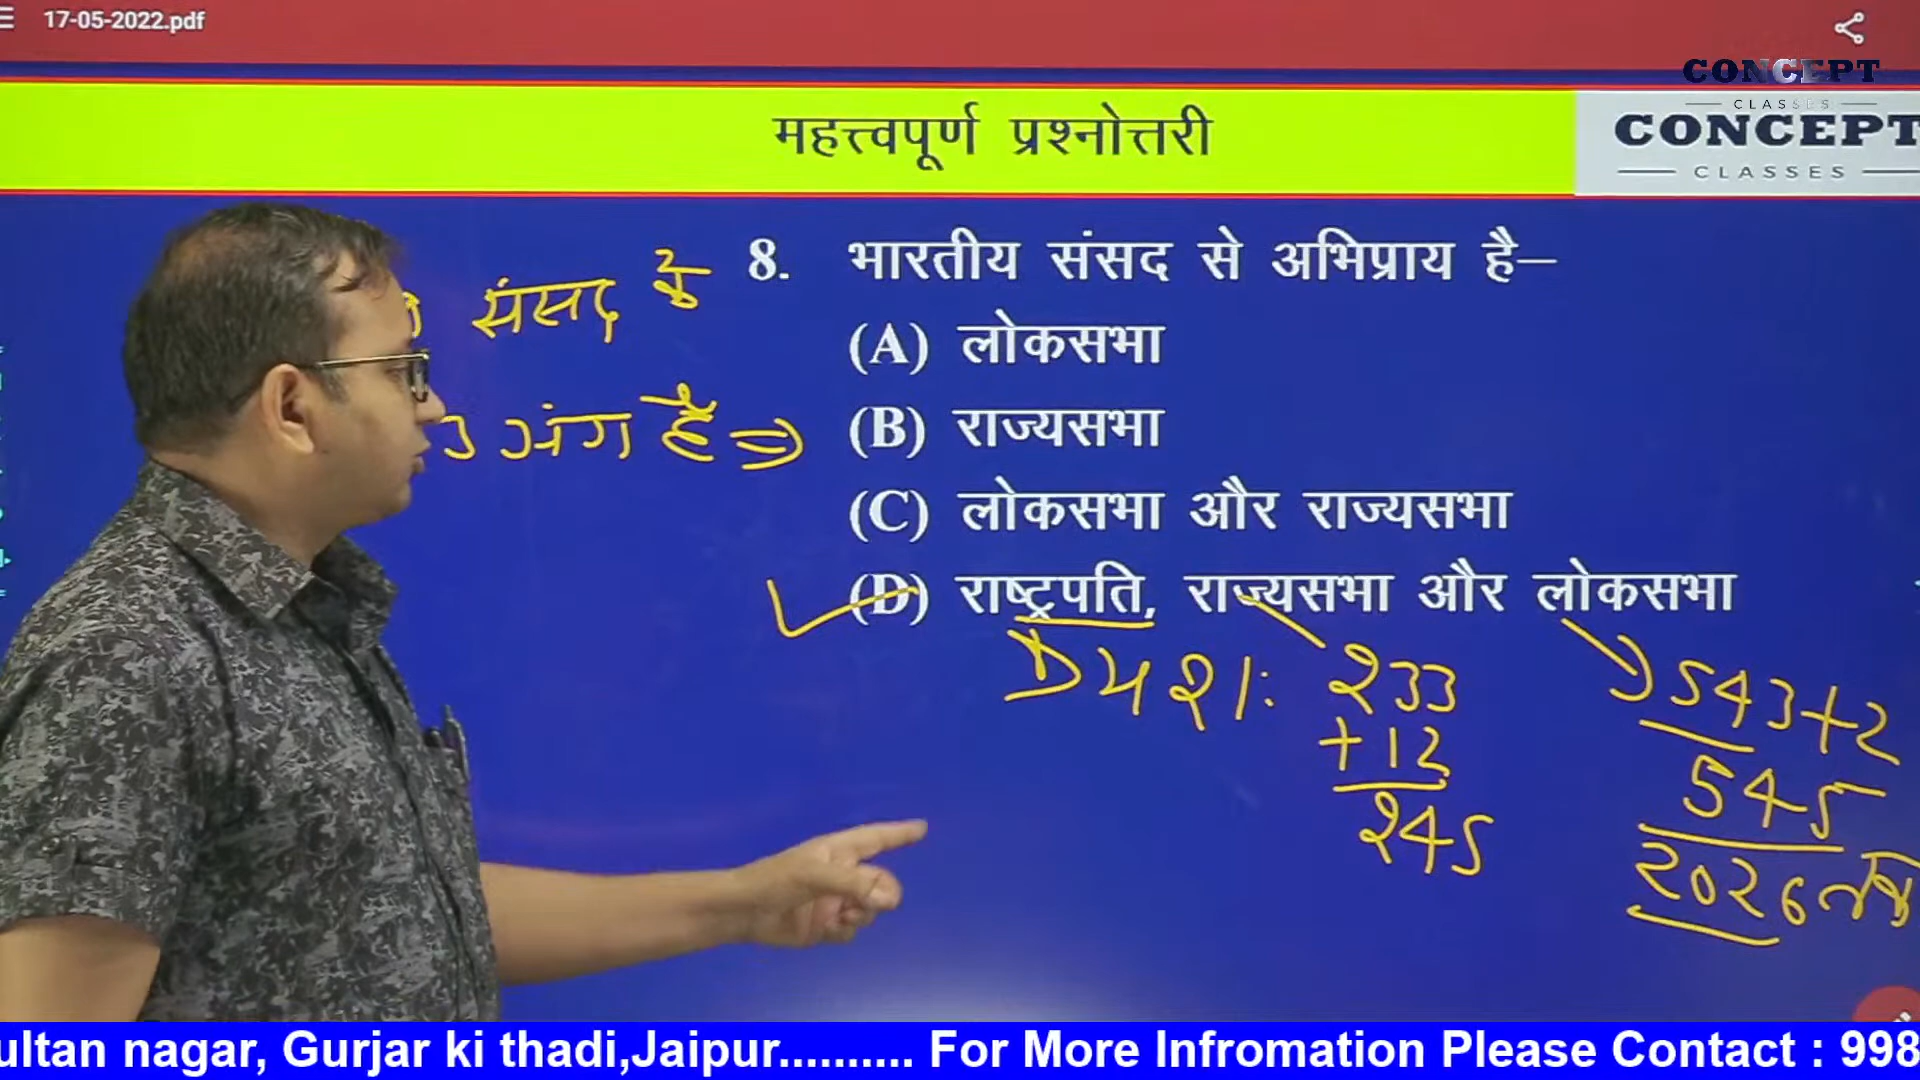 17-05-2022.pdf
CONCEPT
CLASSES
महत्त्वपूर्ण प्रश्नोत्तरी
CONCEPT
CLASSES
8. भारतीय संसद से अभिप्राय है–
(A) लोकसभा
(B) राज्यसभा
(C) लोकसभा और राज्यसभा
(D) राष्ट्रपति, राज्यसभा और लोकसभा
संसद के
अंग है ⇒
233
+12
245
543+2
545
2026 तक
ultan nagar, Gurjar ki thadi,Jaipur.......... For More Infromation Please Contact : 998